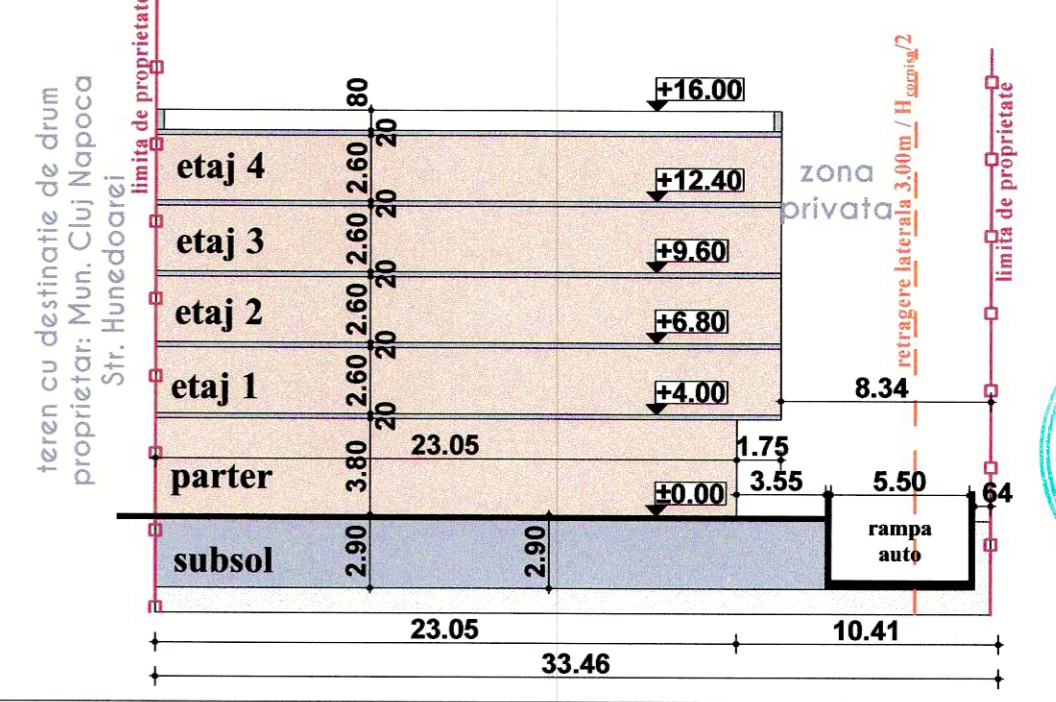 limita de proprietate
teren cu destinatie de drum
proprietar: Mun. Cluj Napoca
Str. Hunedoarei
80
+16.00
20
etaj 4
2.60
+12.40
20
etaj 3
2.60
+9.60
20
etaj 2
2.60
+6.80
20
etaj 1
2.60
+4.00
20
zona
privata
retragere laterala 3.00m / H cornisa/2
limita de proprietate
8.34
23.05
1.75
parter
3.80
±0.00
3.55
5.50
64
rampa
auto
subsol
2.90
2.90
23.05
10.41
33.46